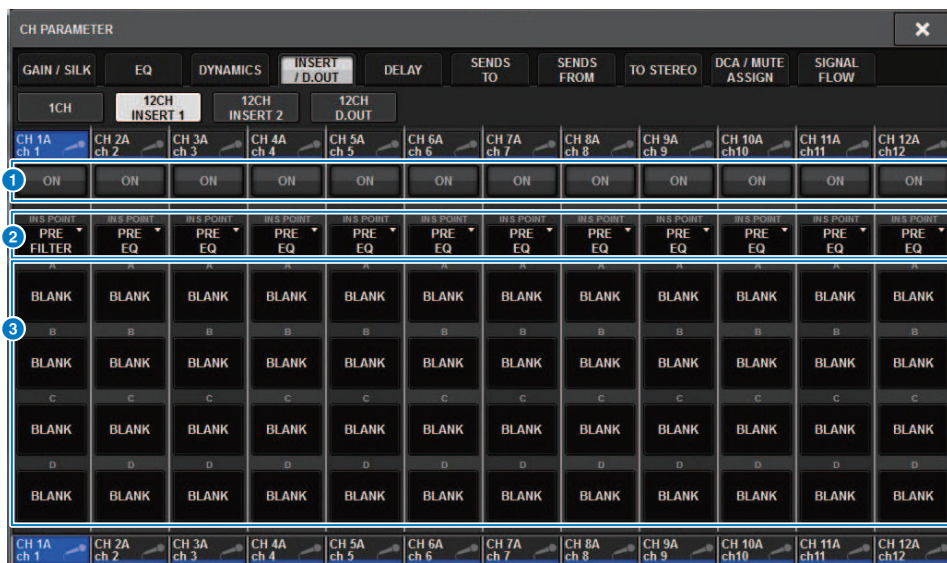 CH PARAMETER
GAIN / SILK EQ DYNAMICS INSERT / D.OUT DELAY SENDS TO SENDS FROM TO STEREO DCA / MUTE ASSIGN SIGNAL FLOW
1CH 12CH INSERT 1 12CH INSERT 2 12CH D.OUT
CH 1A CH 2A CH 3A CH 4A CH 5A CH 6A CH 7A CH 8A CH 9A CH 10A CH 11A CH 12A
ch 1 ch 2 ch 3 ch 4 ch 5 ch 6 ch 7 ch 8 ch 9 ch10 ch11 ch12
1 ON ON ON ON ON ON ON ON ON ON ON ON
INS POINT INS POINT INS POINT INS POINT INS POINT INS POINT INS POINT INS POINT INS POINT INS POINT INS POINT INS POINT
2 PRE PRE PRE PRE PRE PRE PRE PRE PRE PRE PRE PRE
FILTER EQ EQ EQ EQ EQ EQ EQ EQ EQ EQ EQ
A A A A A A A A A A A A
BLANK BLANK BLANK BLANK BLANK BLANK BLANK BLANK BLANK BLANK BLANK BLANK
3 B B B B B B B B B B B B
BLANK BLANK BLANK BLANK BLANK BLANK BLANK BLANK BLANK BLANK BLANK BLANK
C C C C C C C C C C C C
BLANK BLANK BLANK BLANK BLANK BLANK BLANK BLANK BLANK BLANK BLANK BLANK
D D D D D D D D D D D D
BLANK BLANK BLANK BLANK BLANK BLANK BLANK BLANK BLANK BLANK BLANK BLANK
CH 1A CH 2A CH 3A CH 4A CH 5A CH 6A CH 7A CH 8A CH 9A CH 10A CH 11A CH 12A
ch 1 ch 2 ch 3 ch 4 ch 5 ch 6 ch 7 ch 8 ch 9 ch10 ch11 ch12